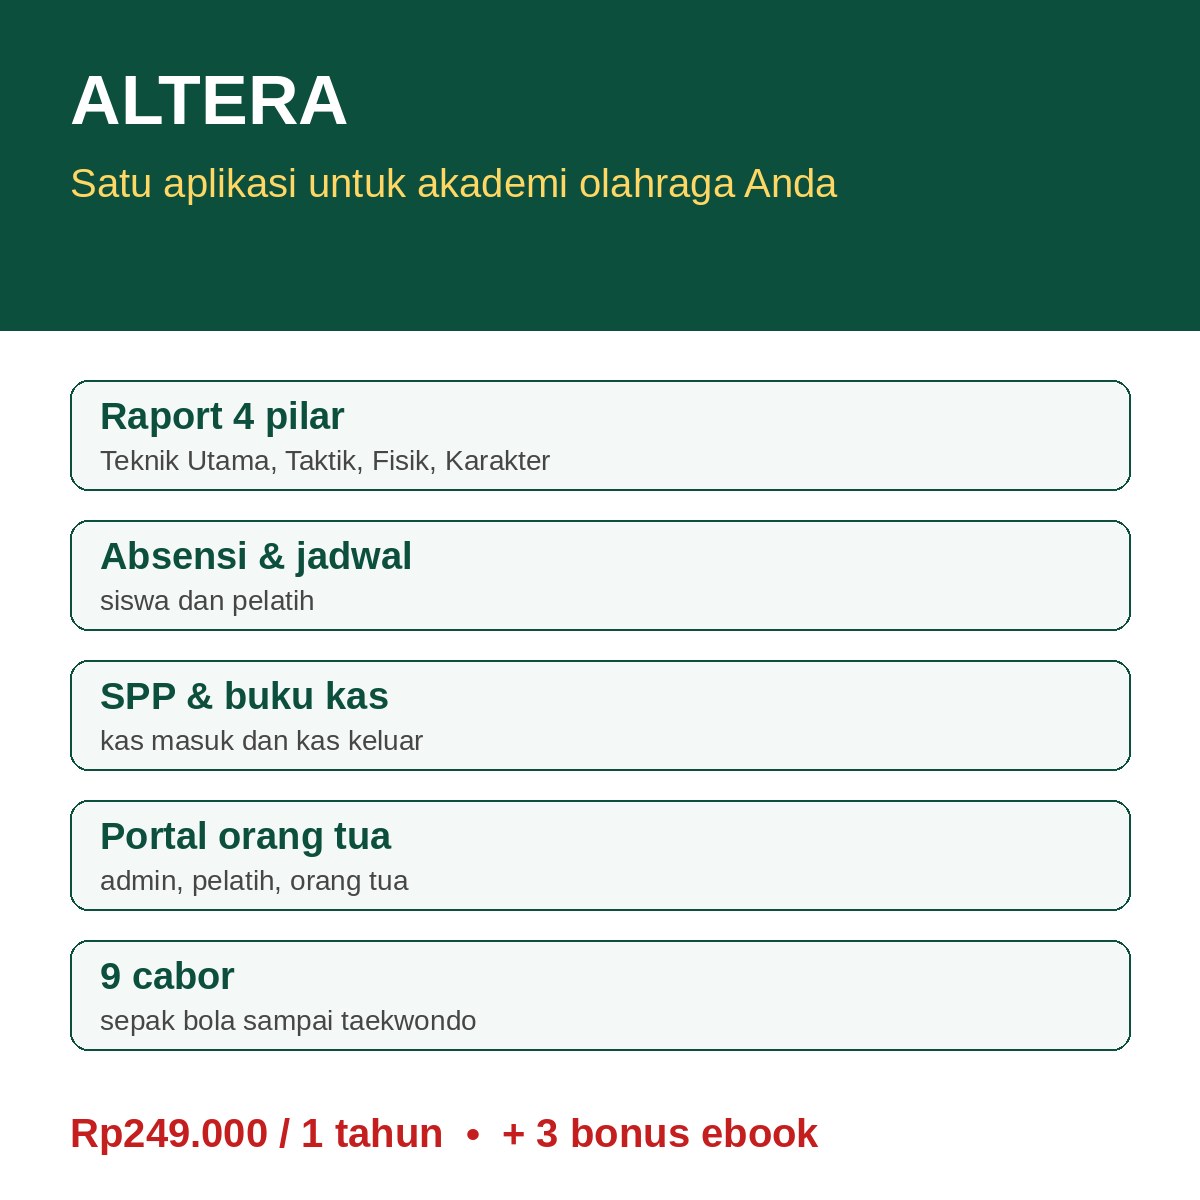 ALTERA
Satu aplikasi untuk akademi olahraga Anda
Raport 4 pilar
Teknik Utama, Taktik, Fisik, Karakter
Absensi & jadwal
siswa dan pelatih
SPP & buku kas
kas masuk dan kas keluar
Portal orang tua
admin, pelatih, orang tua
9 cabor
sepak bola sampai taekwondo
Rp249.000 / 1 tahun • + 3 bonus ebook